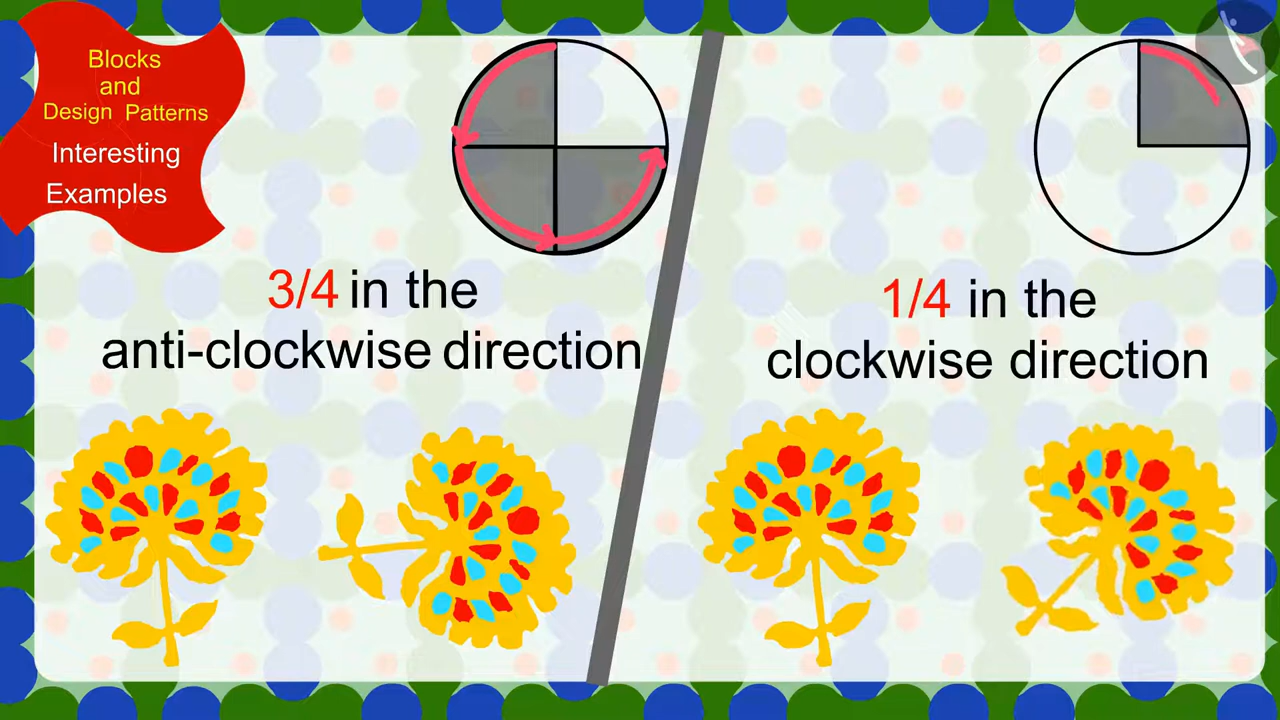 Blocks
and
Design Patterns
Interesting
Examples
3/4 in the
anti-clockwise direction
1/4 in the
clockwise direction